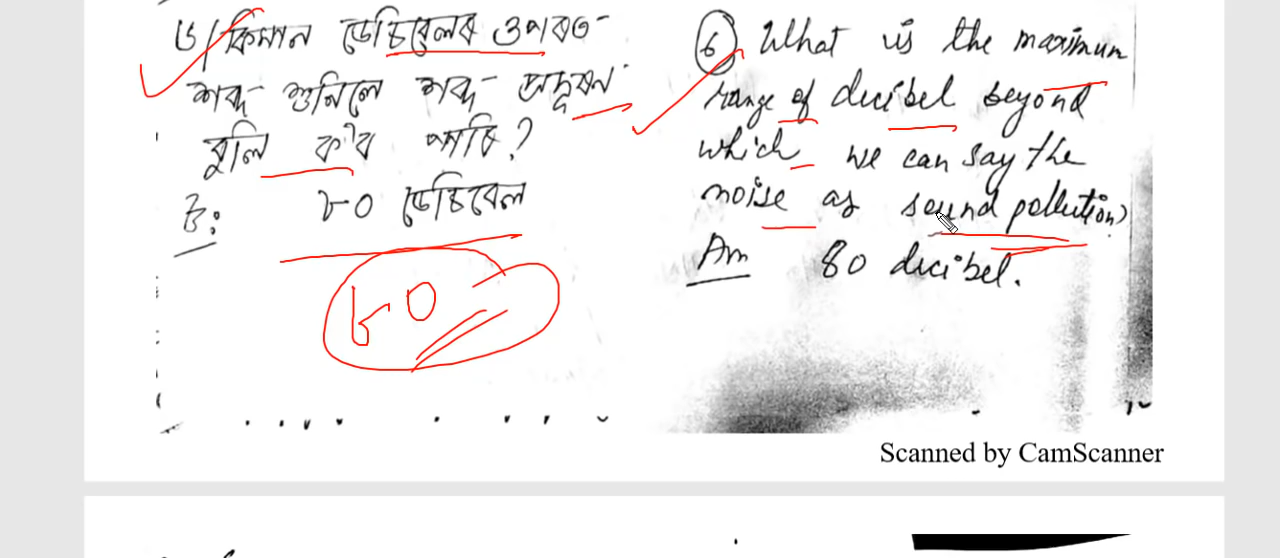 ৬/ কিমান ডেচিবেলৰ ওপৰত
শব্দ শুনিলে শব্দ প্রদূষণ
বুলি ক'ব পাৰি?
উ: ৮০ ডেচিবেল
৮০
6 What is the maximum
range of decibel beyond
which we can say the
noise as sound pollution?
Ans 80 decibel.
Scanned by CamScanner